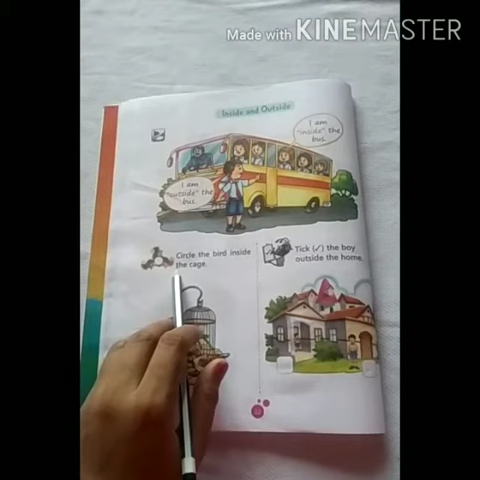 Made with KINEMASTER
Inside and Outside
I am
"inside" the
bus.
I am
"outside" the
bus.
Circle the bird inside
the cage.
Tick (✓) the boy
outside the home.